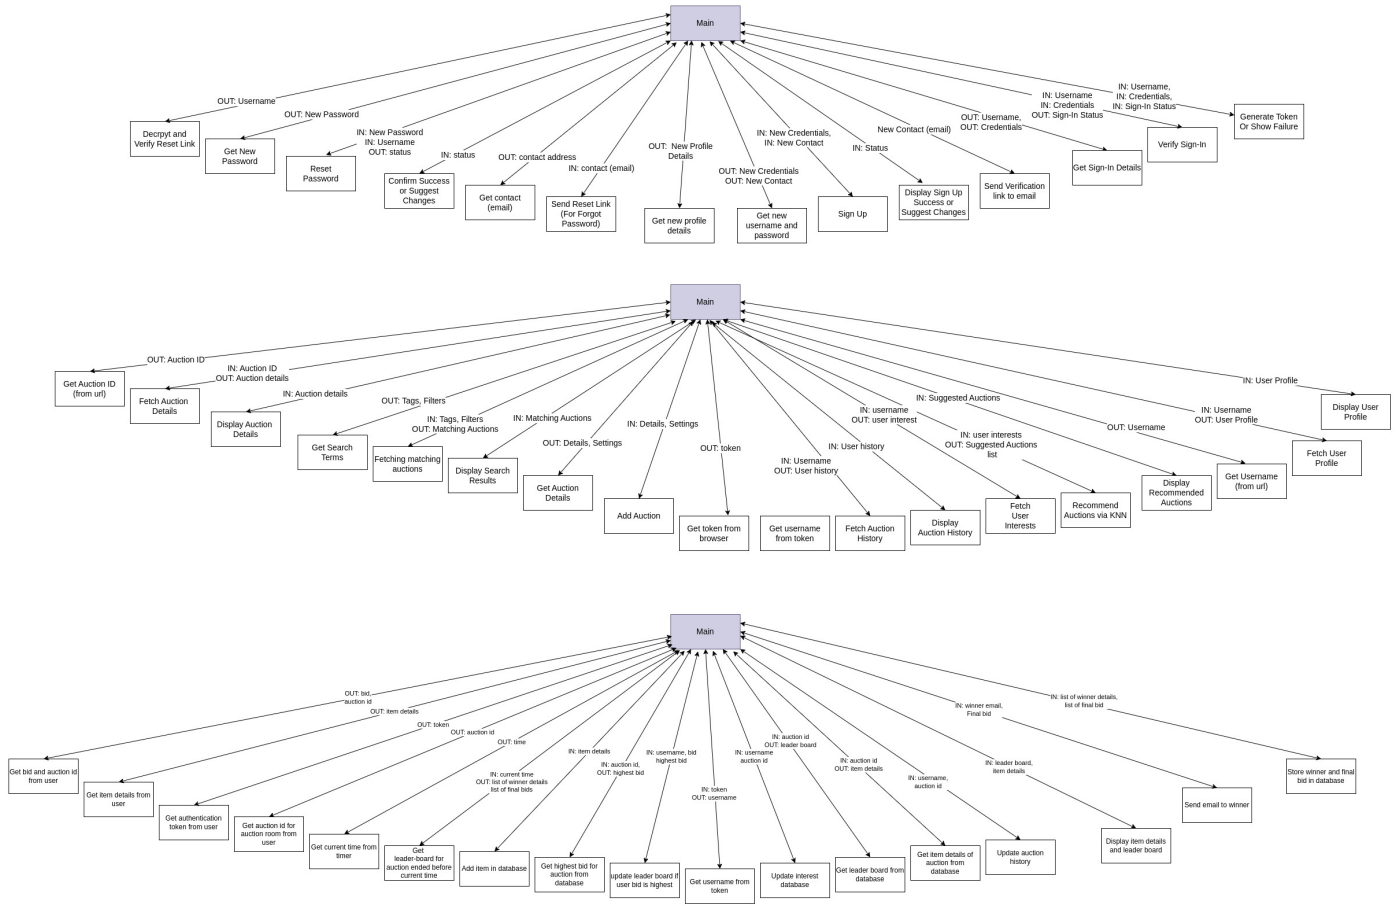 Main
OUT: Username
OUT: New Password
IN: New Password
IN: Username
OUT: status
IN: status
OUT: contact address
IN: contact (email)
OUT:  New Profile
Details
OUT: New Credentials
OUT: New Contact
IN: New Credentials,
IN: New Contact
IN: Status
New Contact (email)
OUT: Username,
OUT: Credentials
IN: Username
IN: Credentials
OUT: Sign-In Status
IN: Username,
IN: Credentials,
IN: Sign-In Status
Decrpyt and
Verify Reset Link
Get New
Password
Reset
Password
Confirm Success
or Suggest
Changes
Get contact
(email)
Send Reset Link
(For Forgot
Password)
Get new profile
details
Get new
username and
password
Sign Up
Display Sign Up
Success or
Suggest Changes
Send Verification
link to email
Get Sign-In Details
Verify Sign-In
Generate Token
Or Show Failure
Main
OUT: Auction ID
IN: Auction ID
OUT: Auction details
IN: Auction details
OUT: Tags, Filters
IN: Tags, Filters
OUT: Matching Auctions
IN: Matching Auctions
OUT: Details, Settings
IN: Details, Settings
OUT: token
IN: Username
OUT: User history
IN: User history
IN: username
OUT: user interest
IN: user interests
OUT: Suggested Auctions
list
IN: Suggested Auctions
OUT: Username
IN: Username
OUT: User Profile
IN: User Profile
Get Auction ID
(from url)
Fetch Auction
Details
Display Auction
Details
Get Search
Terms
Fetching matching
auctions
Display Search
Results
Get Auction
Details
Add Auction
Get token from
browser
Get username
from token
Fetch Auction
History
Display
Auction History
Fetch
User
Interests
Recommend
Auctions via KNN
Display
Recommended
Auctions
Get Username
(from url)
Fetch User
Profile
Display User
Profile
Main
OUT: bid,
auction id
OUT: item details
OUT: token
OUT: auction id
OUT: time
IN: current time
OUT: list of winner details
list of final bids
IN: item details
IN: auction id,
OUT: highest bid
IN: username, bid
highest bid
IN: token
OUT: username
IN: username
auction id
IN: auction id
OUT: leader board
IN: auction id
OUT: item details
IN: username,
auction id
IN: leader board,
item details
IN: winner email,
Final bid
IN: list of winner details,
list of final bid
Get bid and auction id
from user
Get item details from
user
Get authentication
token from user
Get auction id for
auction room from
user
Get current time from
timer
Get
leader-board for
auction ended before
current time
Add item in database
Get highest bid for
auction from
database
update leader board if
user bid is highest
Get username from
token
Update interest
database
Get leader board from
database
Get item details of
auction from
database
Update auction
history
Display item details
and leader board
Send email to winner
Store winner and final
bid in database